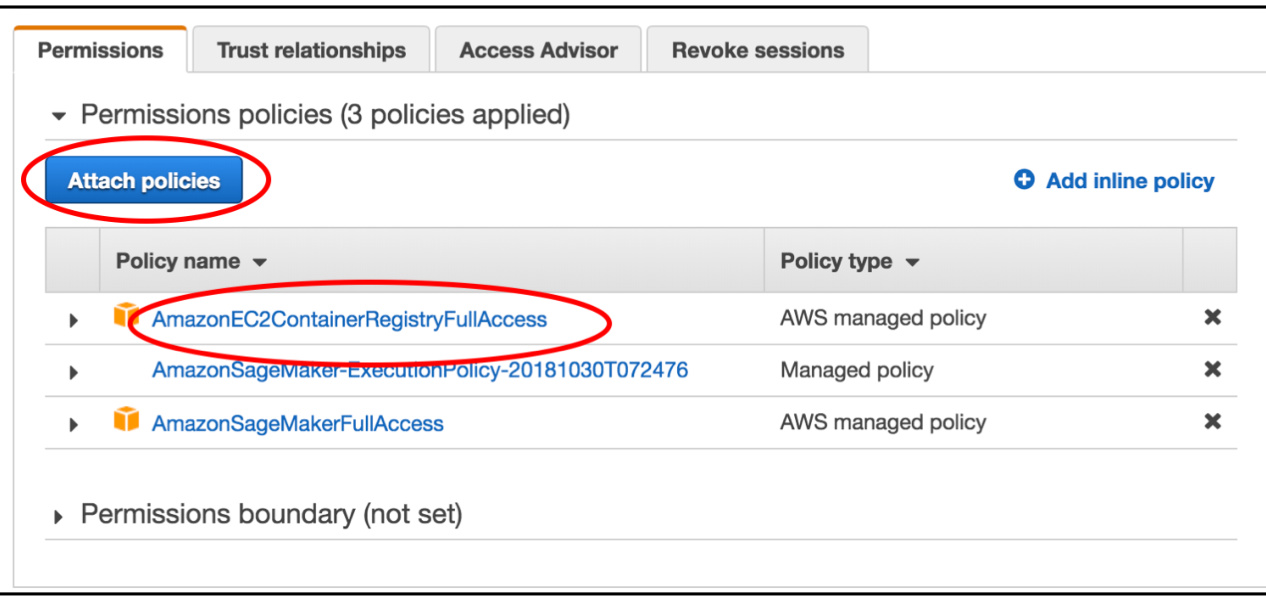 Permissions Trust relationships Access Advisor Revoke sessions
Permissions policies (3 policies applied)
Attach policies Add inline policy
Policy name Policy type
AmazonEC2ContainerRegistryFullAccess AWS managed policy
AmazonSageMaker-ExecutionPolicy-20181030T072476 Managed policy
AmazonSageMakerFullAccess AWS managed policy
Permissions boundary (not set)